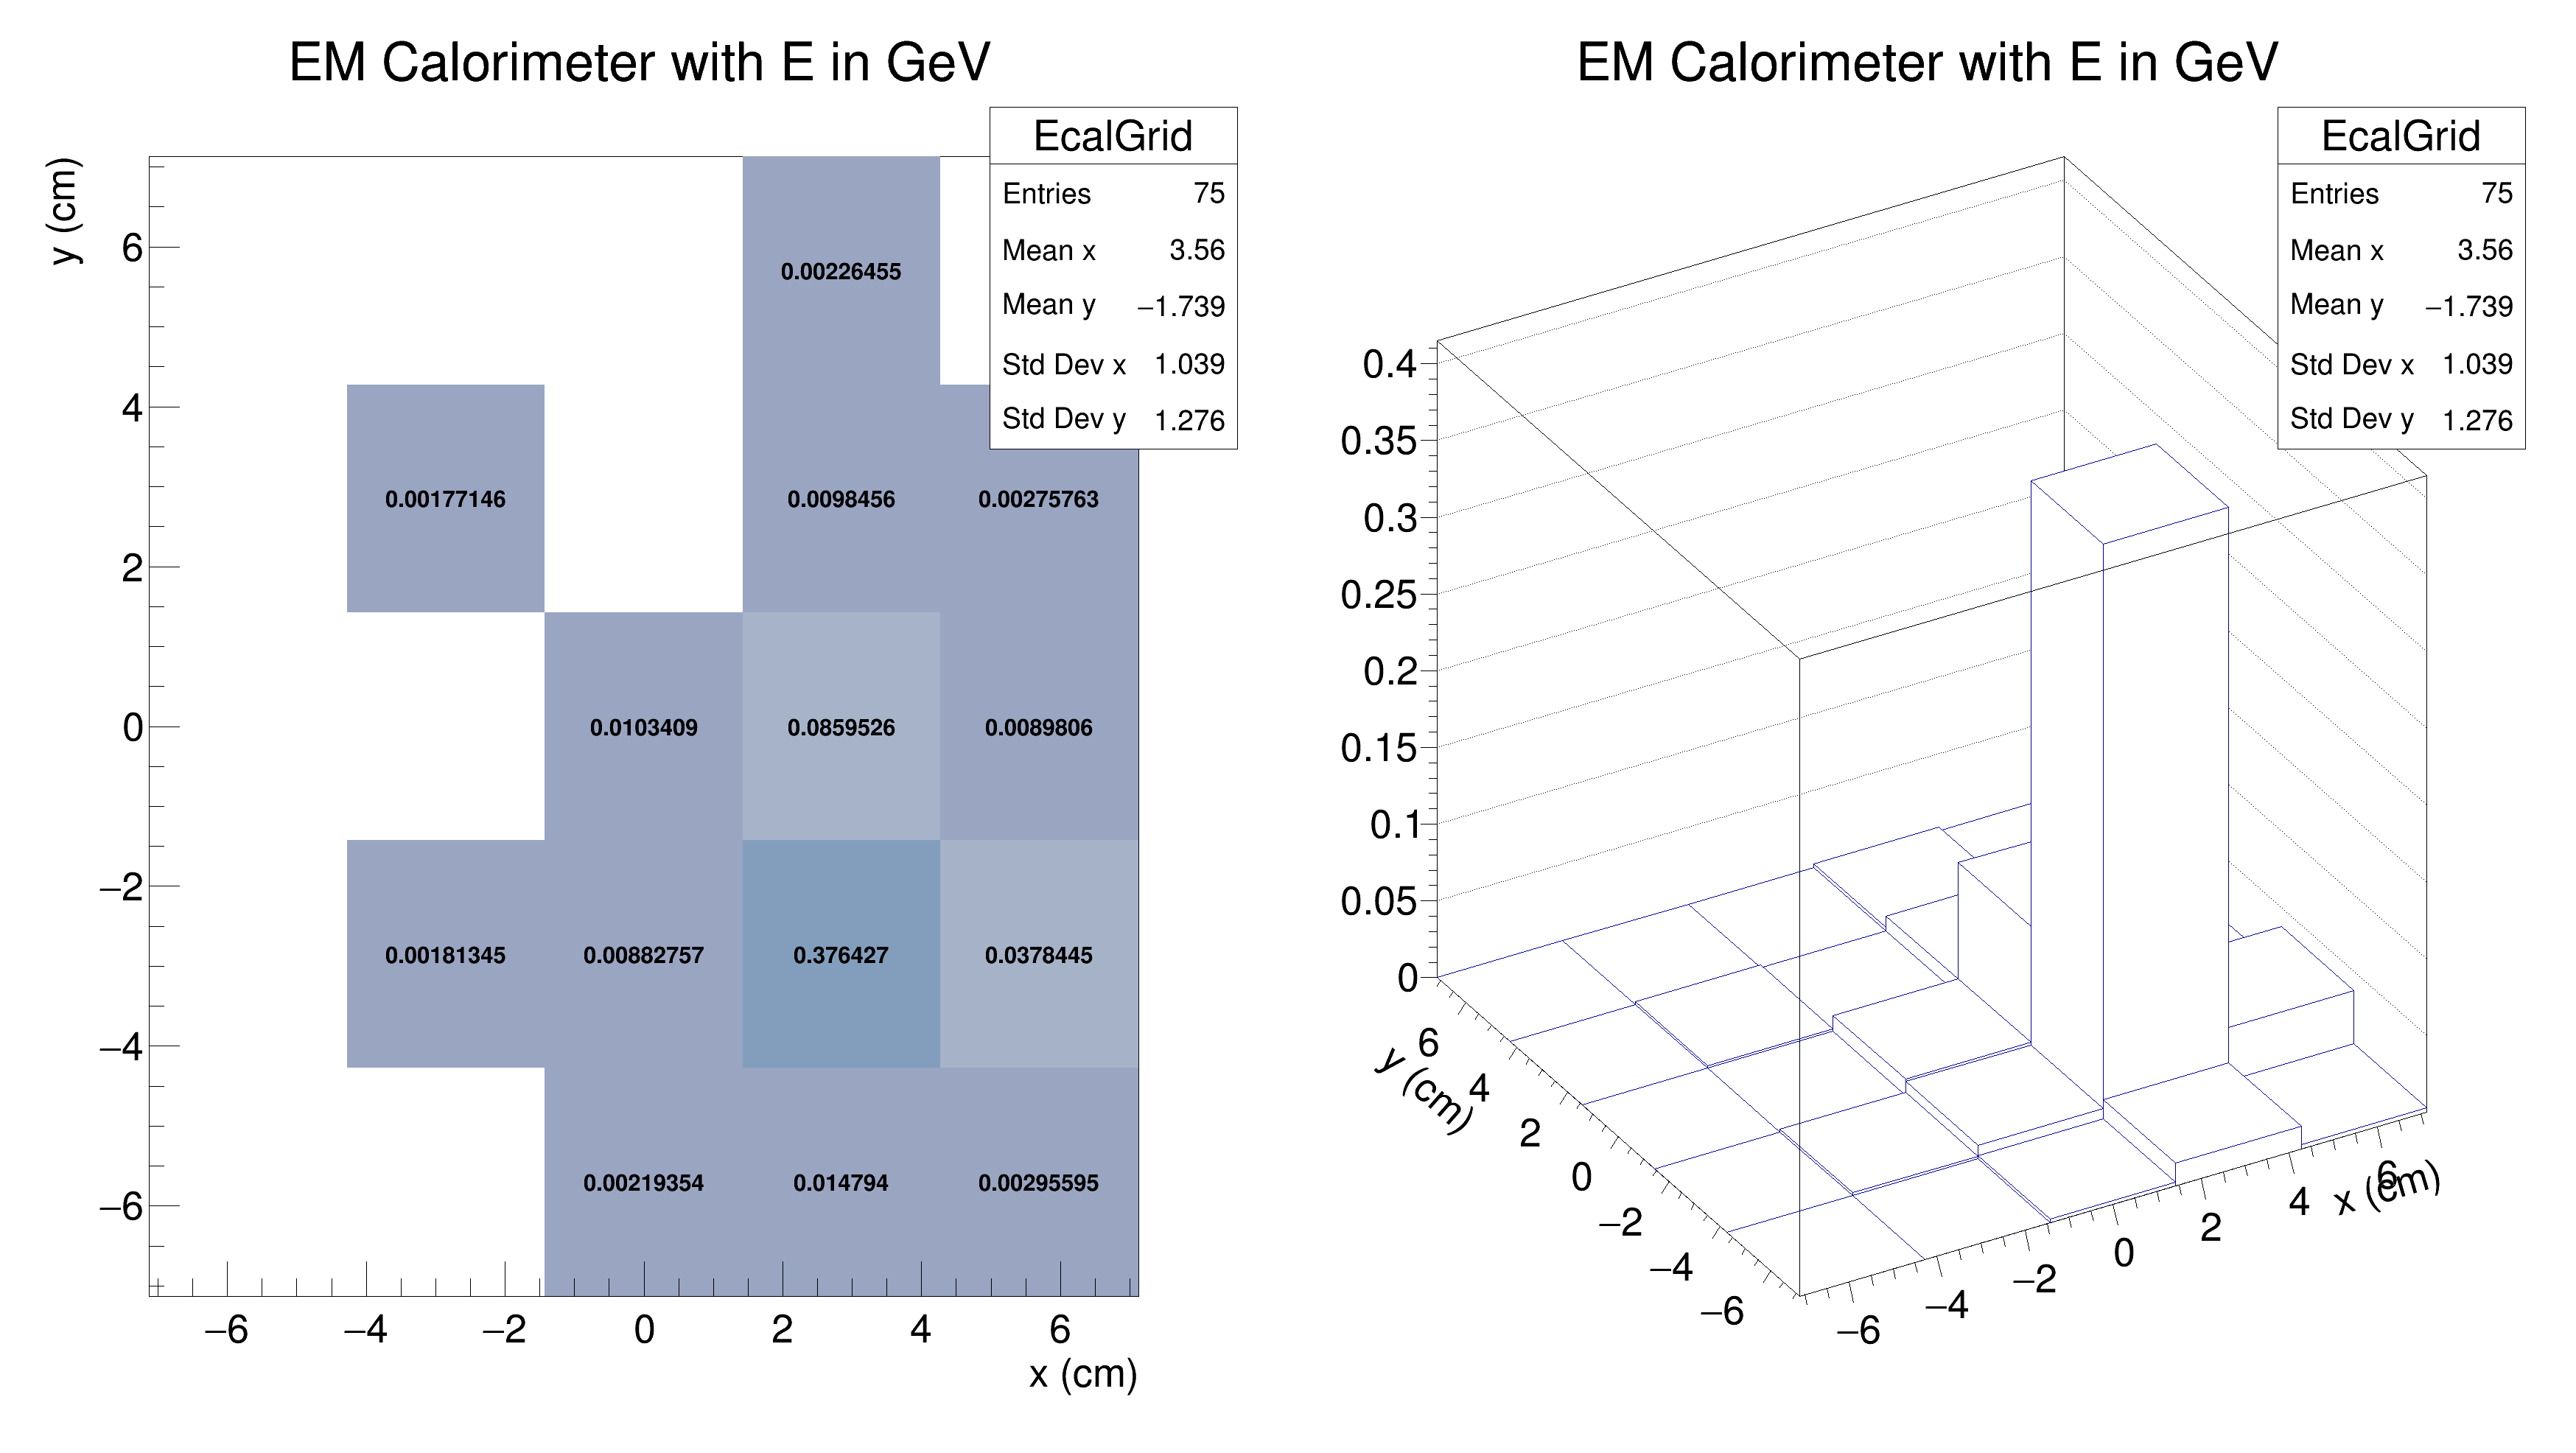 EM Calorimeter with E in GeV
EcalGrid
Entries 75
Mean x 3.56
Mean y −1.739
Std Dev x 1.039
Std Dev y 1.276
y (cm)
6
4
2
0
−2
−4
−6
0.00226455
0.00177146 0.0098456 0.00275763
0.0103409 0.0859526 0.0089806
0.00181345 0.00882757 0.376427 0.0378445
0.00219354 0.014794 0.00295595
−6 −4 −2 0 2 4 6
x (cm)
EM Calorimeter with E in GeV
EcalGrid
Entries 75
Mean x 3.56
Mean y −1.739
Std Dev x 1.039
Std Dev y 1.276
0.4
0.35
0.3
0.25
0.2
0.15
0.1
0.05
0
6
4
2
0
−2
−4
−6
y (cm)
−6
−4
−2
0
2
4
6
x (cm)